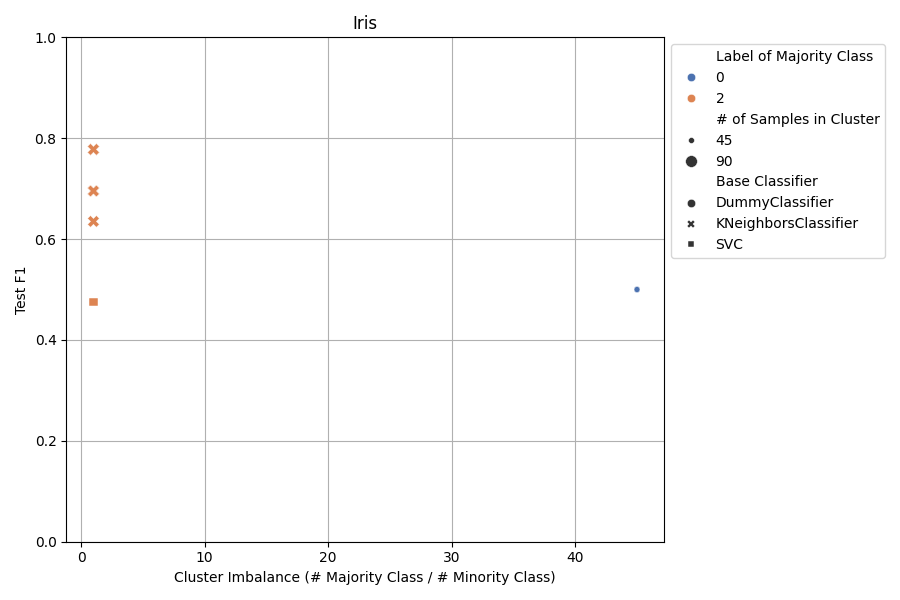 Iris
1.0
0.8
0.6
0.4
0.2
0.0
Test F1
0
10
20
30
40
Cluster Imbalance (# Majority Class / # Minority Class)
Label of Majority Class
0
2
# of Samples in Cluster
45
90
Base Classifier
DummyClassifier
KNeighborsClassifier
SVC